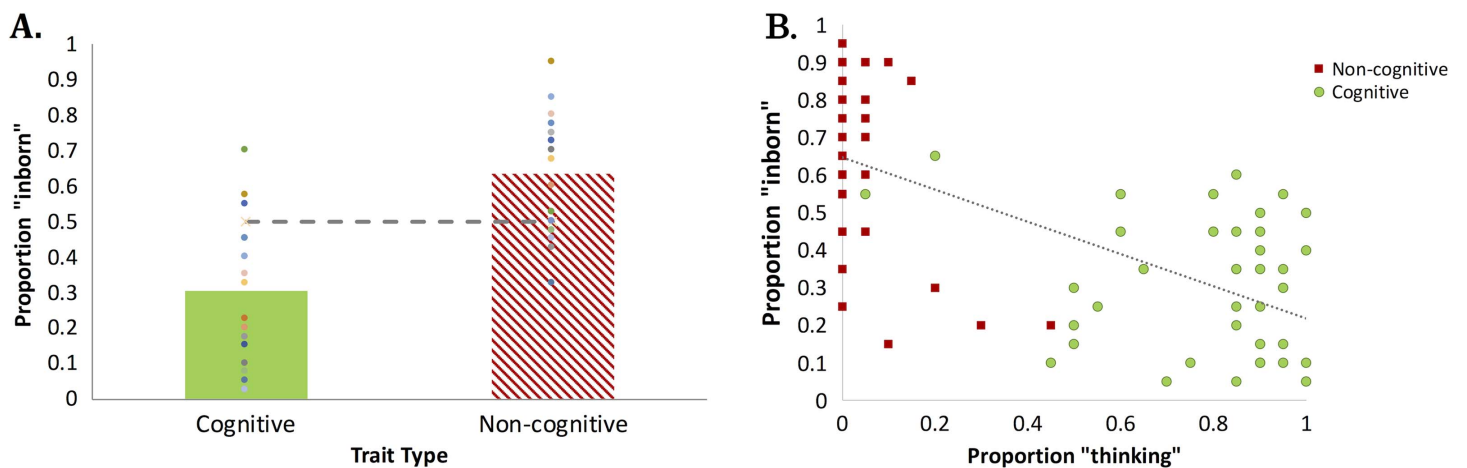 A.
Proportion "inborn"
1
0.9
0.8
0.7
0.6
0.5
0.4
0.3
0.2
0.1
0
Cognitive
Non-cognitive
Trait Type
B.
Proportion "inborn"
1
0.9
0.8
0.7
0.6
0.5
0.4
0.3
0.2
0.1
0
0 0.2 0.4 0.6 0.8 1
Proportion "thinking"
Non-cognitive
Cognitive